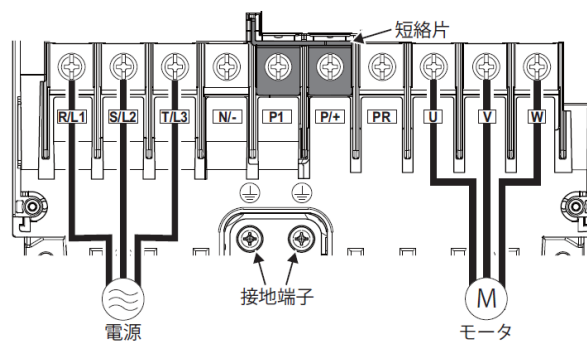 短絡片
R/L1 S/L2 T/L3 N/- P1 P/+ PR U V W
接地端子
電源
M
モータ